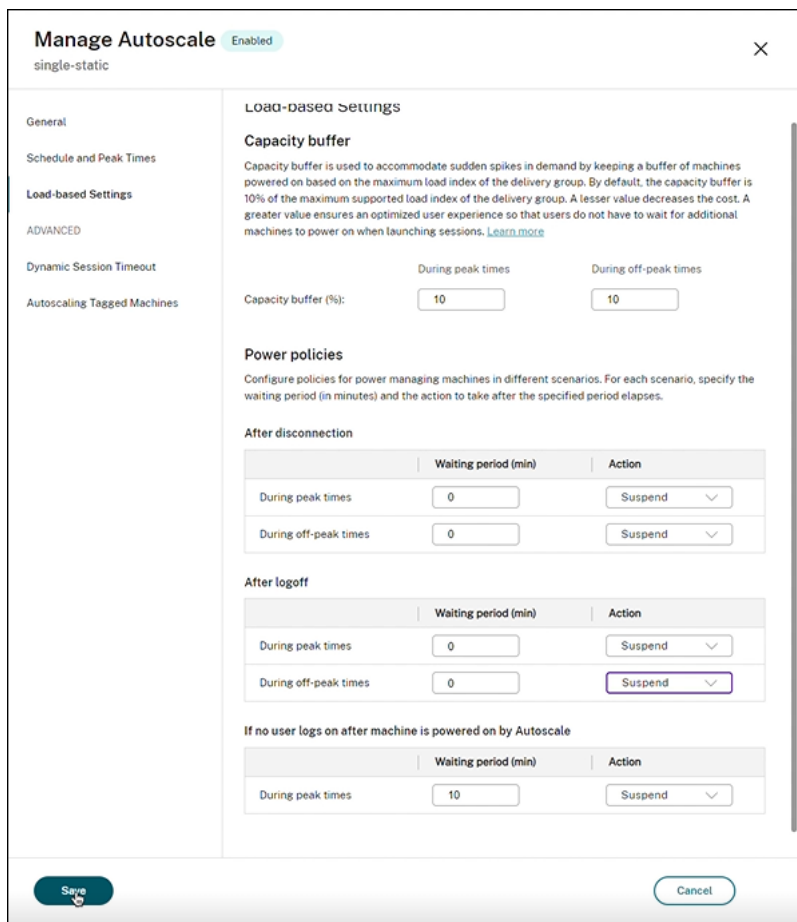 Manage Autoscale Enabled
single-static
General
Schedule and Peak Times
Load-based Settings
ADVANCED
Dynamic Session Timeout
Autoscaling Tagged Machines
Load-based Settings
Capacity buffer
Capacity buffer is used to accommodate sudden spikes in demand by keeping a buffer of machines
powered on based on the maximum load index of the delivery group. By default, the capacity buffer is
10% of the maximum supported load index of the delivery group. A lesser value decreases the cost. A
greater value ensures an optimized user experience so that users do not have to wait for additional
machines to power on when launching sessions. Learn more
During peak times During off-peak times
Capacity buffer (%): 10 10
Power policies
Configure policies for power managing machines in different scenarios. For each scenario, specify the
waiting period (in minutes) and the action to take after the specified period elapses.
After disconnection
Waiting period (min) Action
During peak times 0 Suspend
During off-peak times 0 Suspend
After logoff
Waiting period (min) Action
During peak times 0 Suspend
During off-peak times 0 Suspend
If no user logs on after machine is powered on by Autoscale
Waiting period (min) Action
During peak times 10 Suspend
Save Cancel